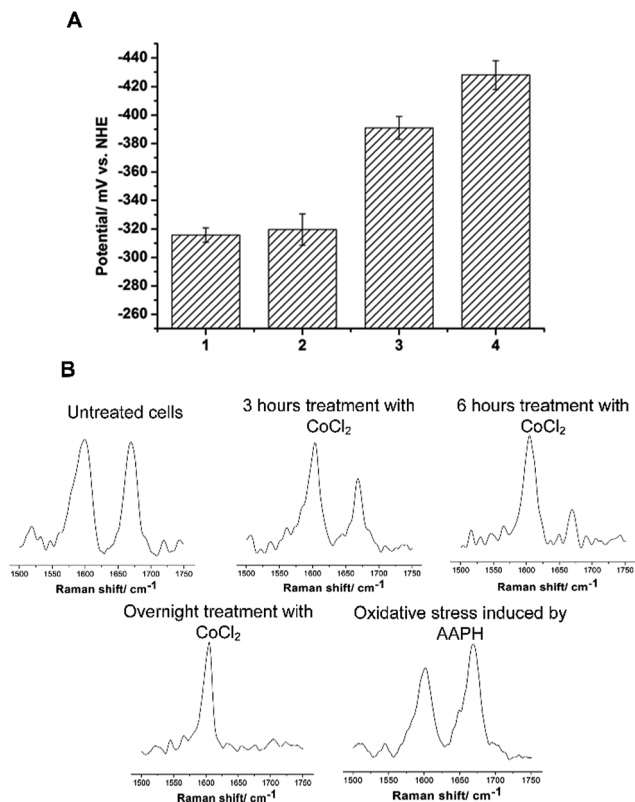 A
Potential/ mV vs. NHE
-440
-420
-400
-380
-360
-340
-320
-300
-280
-260
1 2 3 4
B
Untreated cells
1500 1550 1600 1650 1700 1750
Raman shift/ cm-1
3 hours treatment with
CoCl2
1500 1550 1600 1650 1700 1750
Raman shift/ cm-1
6 hours treatment with
CoCl2
1500 1550 1600 1650 1700 1750
Raman shift/ cm-1
Overnight treatment with
CoCl2
1500 1550 1600 1650 1700 1750
Raman shift/ cm-1
Oxidative stress induced by
AAPH
1500 1550 1600 1650 1700 1750
Raman shift/ cm-1